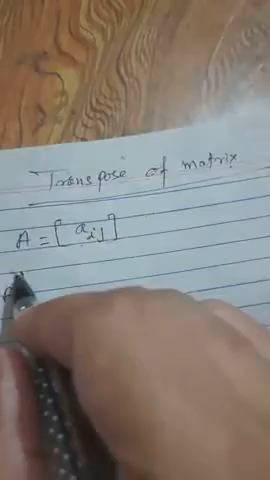 Transpose of matrix
A = [ aij ]